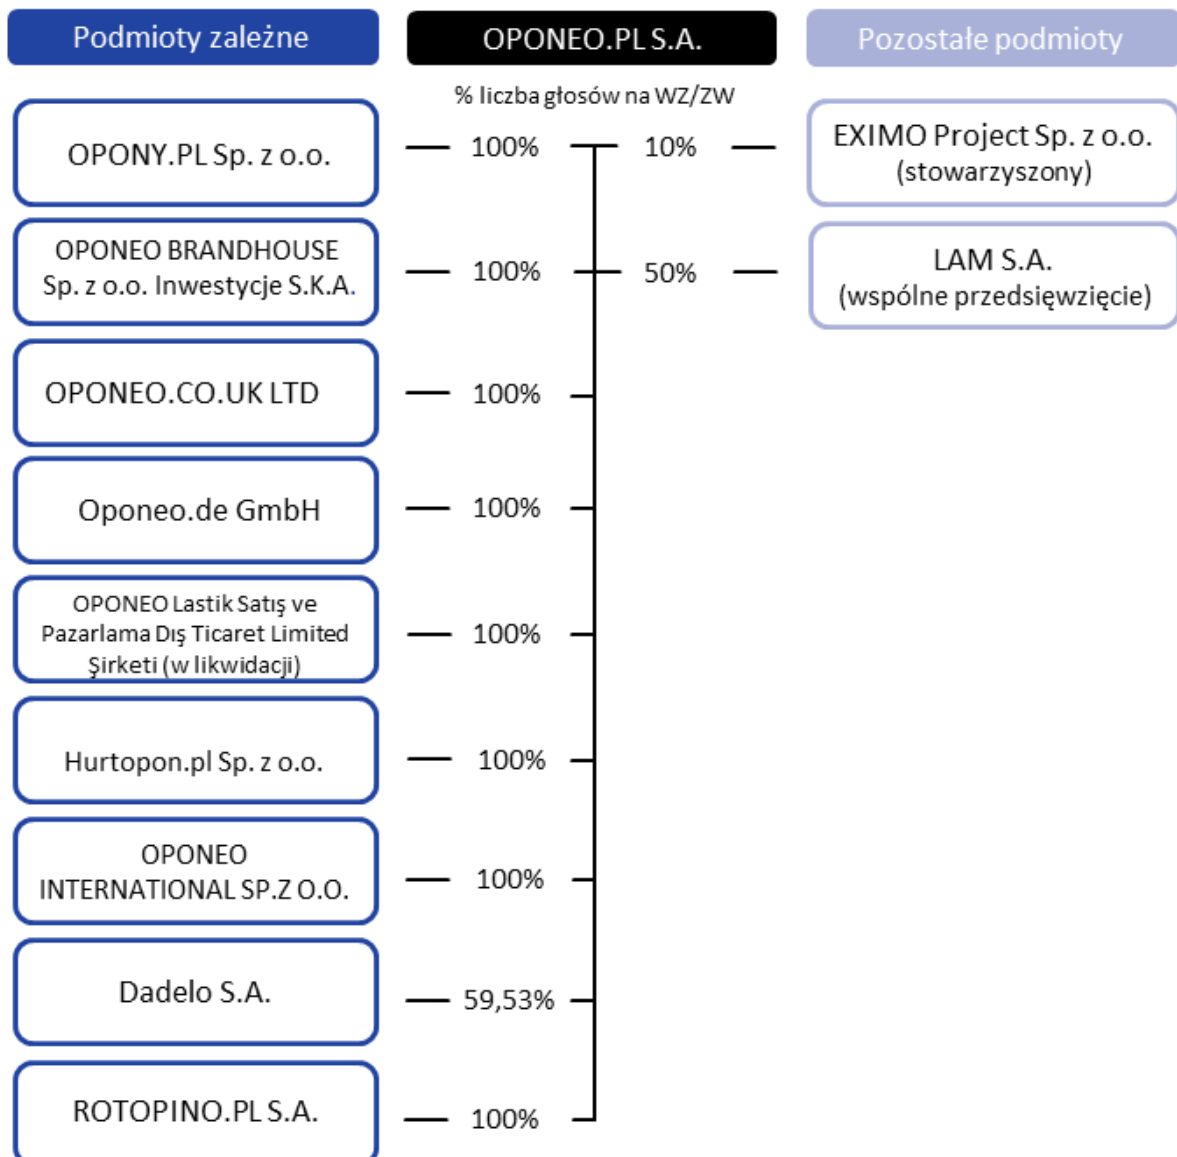 Podmioty zależne
OPONEO.PL S.A.
Pozostałe podmioty
% liczba głosów na WZ/ZW
OPONY.PL Sp. z o.o.
100%
10%
EXIMO Project Sp. z o.o.
(stowarzyszony)
OPONEO BRANDHOUSE
Sp. z o.o. Inwestycje S.K.A.
100%
50%
LAM S.A.
(wspólne przedsięwzięcie)
OPONEO.CO.UK LTD
100%
Oponeo.de GmbH
100%
OPONEO Lastik Satış ve
Pazarlama Dış Ticaret Limited
Şirketi (w likwidacji)
100%
Hurtopon.pl Sp. z o.o.
100%
OPONEO
INTERNATIONAL SP.Z O.O.
100%
Dadelo S.A.
59,53%
ROTOPINO.PL S.A.
100%